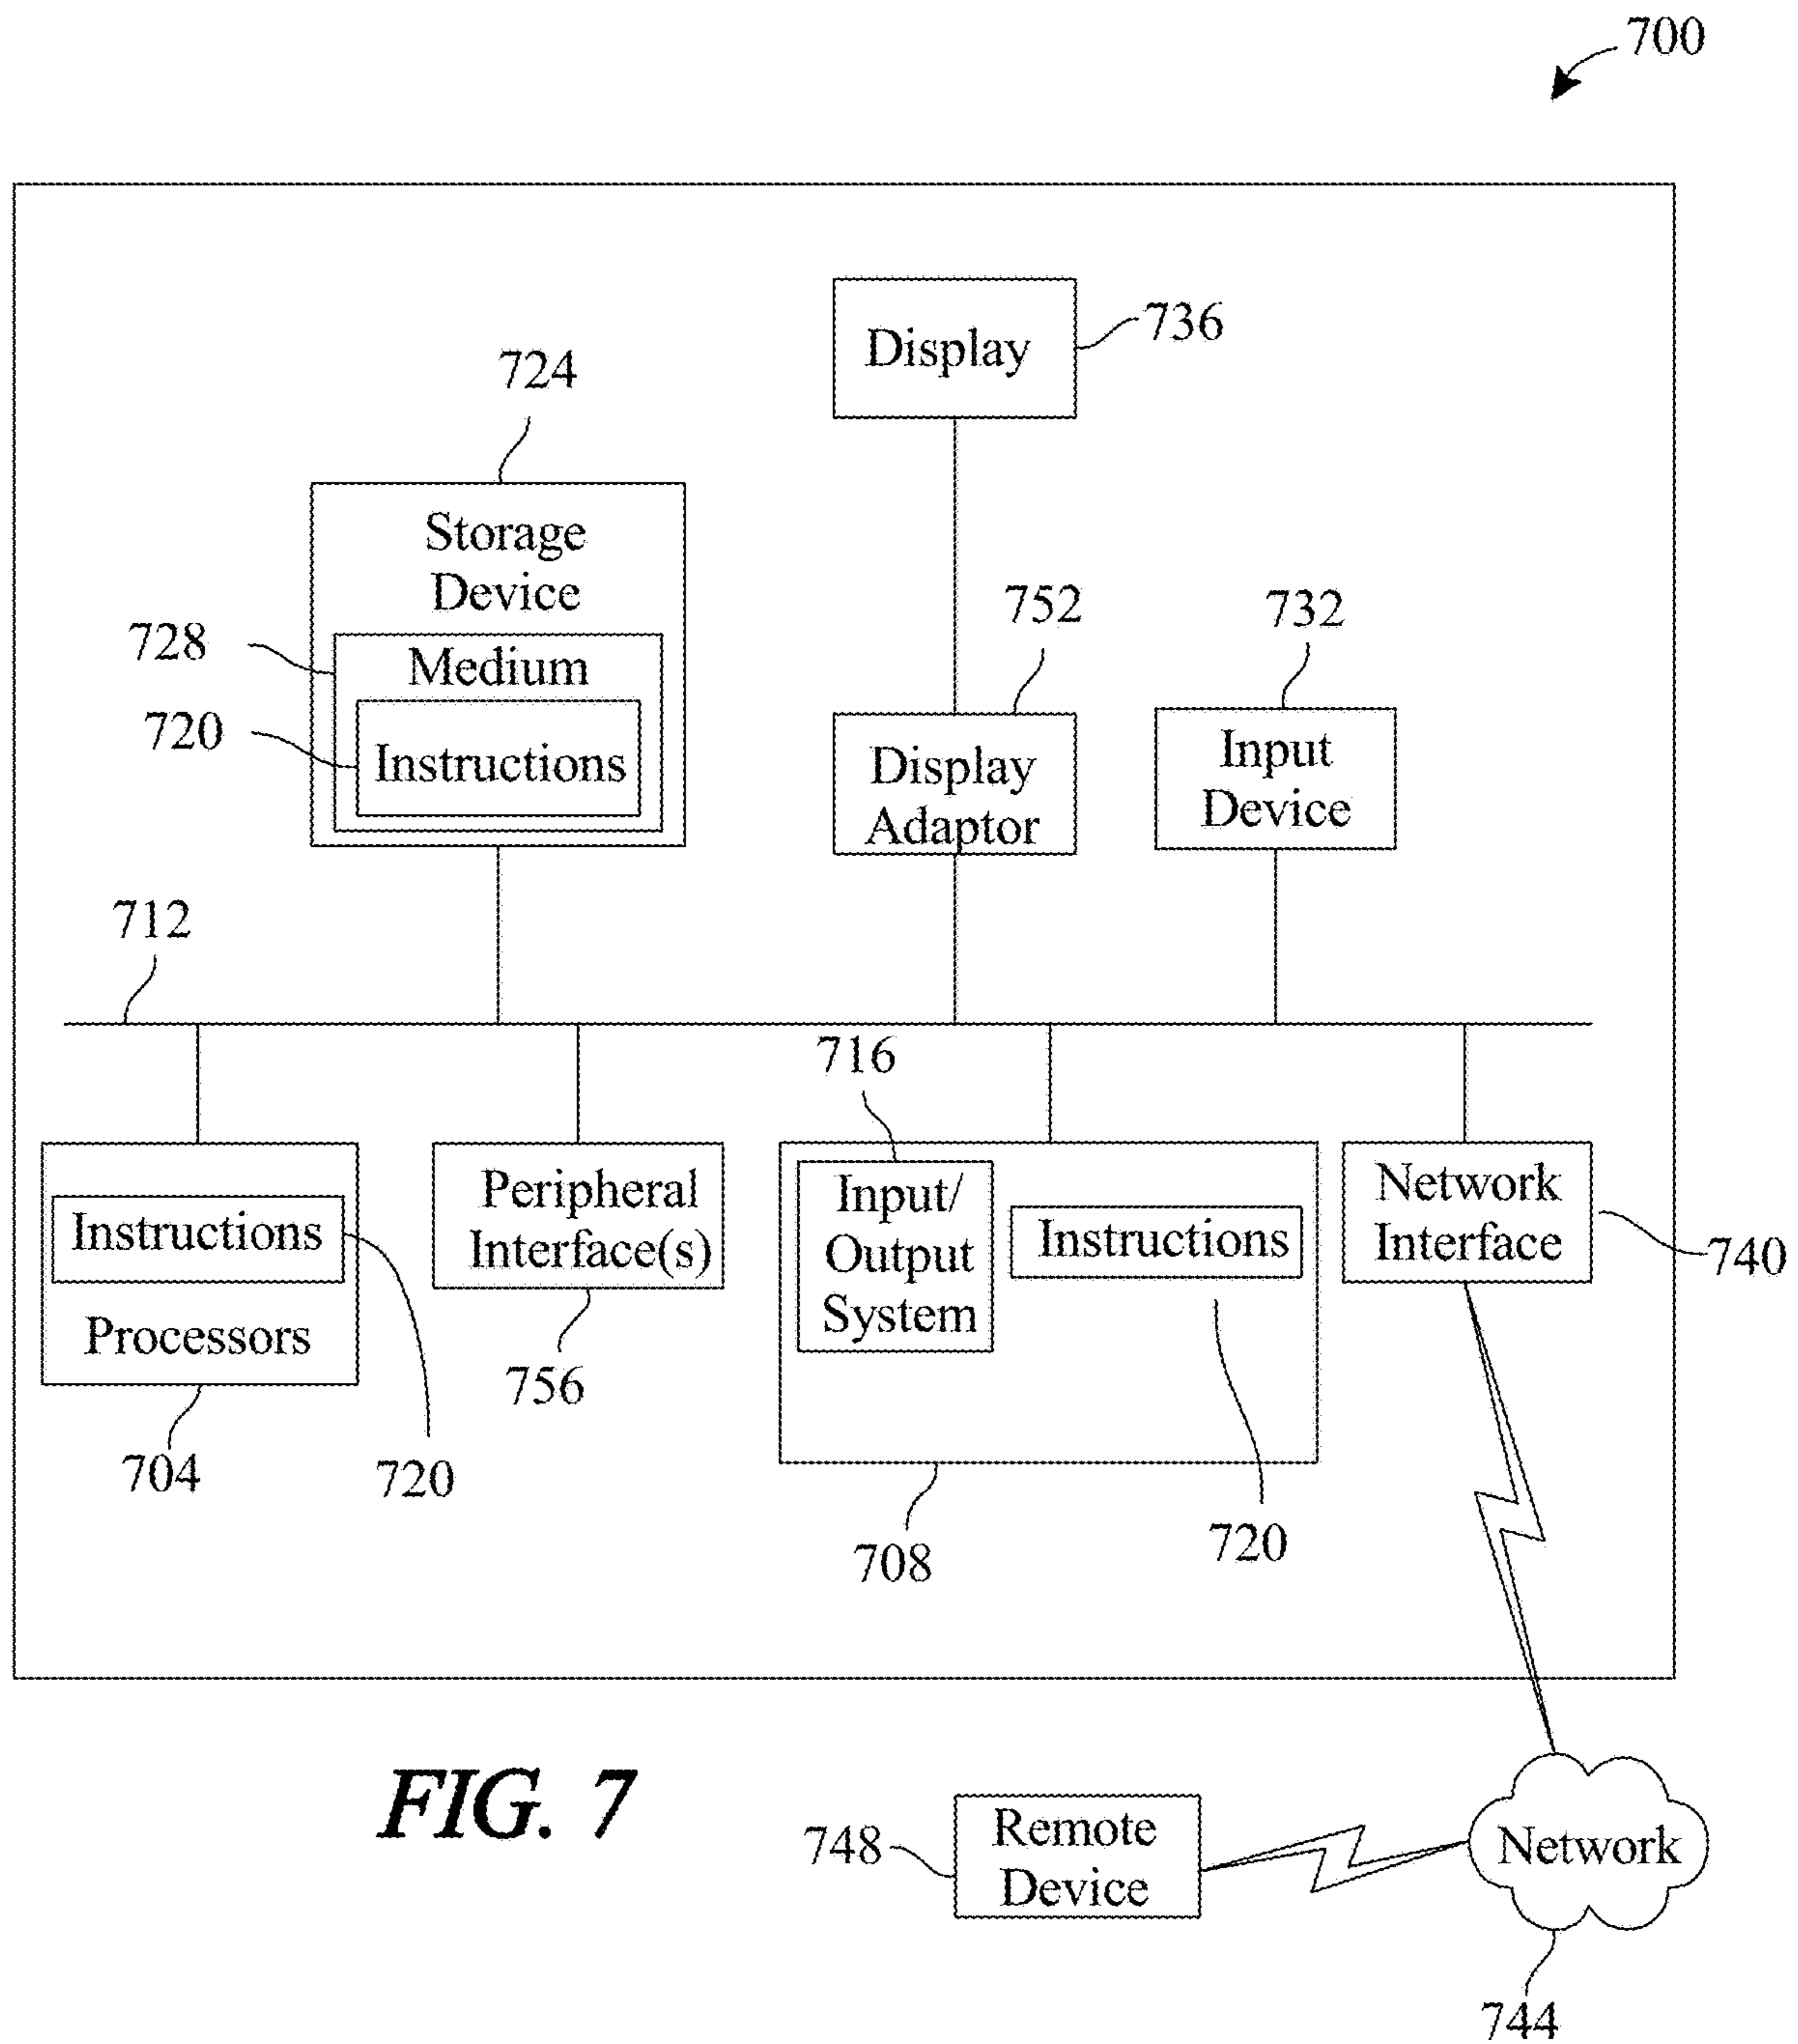 700
Display
736
724
Storage
Device
728
Medium
720
Instructions
752
Display
Adaptor
732
Input
Device
712
716
Instructions
Processors
704
720
Peripheral
Interface(s)
756
Input/
Output
System
Instructions
708
720
Network
Interface
740
FIG. 7
748
Remote
Device
Network
744